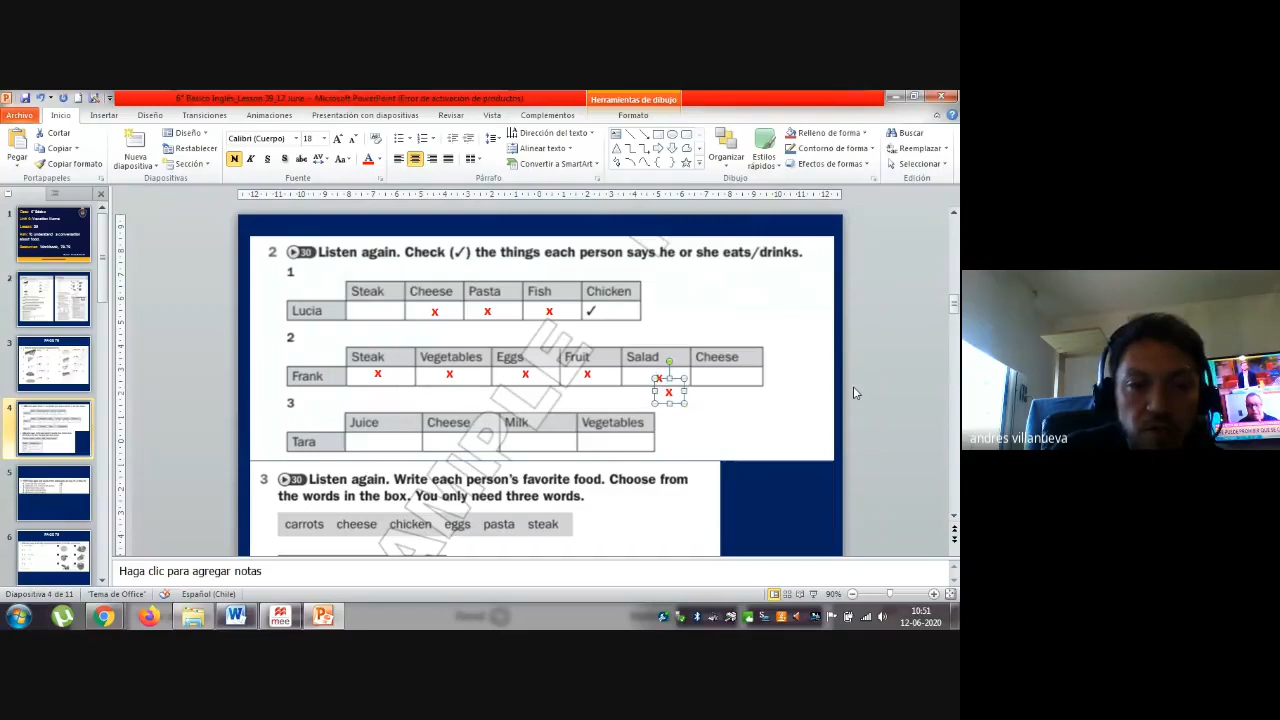 6° Basico Inglés_Lesson 39_12 June - Microsoft PowerPoint (Error de activación de productos)
Herramientas de dibujo
Archivo Inicio Insertar Diseño Transiciones Animaciones Presentación con diapositivas Revisar Vista Complementos Formato
Pegar
Cortar
Copiar
Copiar formato
Portapapeles
Nueva diapositiva
Diseño
Restablecer
Sección
Diapositivas
Calibri (Cuerpo) 18
Fuente
Dirección del texto
Alinear texto
Convertir a SmartArt
Párrafo
Organizar
Estilos rápidos
Relleno de forma
Contorno de forma
Efectos de formas
Dibujo
Buscar
Reemplazar
Seleccionar
Edición
2 30 Listen again. Check (✓) the things each person says he or she eats/drinks.
1
Steak Cheese Pasta Fish Chicken
Lucia x x x ✓
2
Steak Vegetables Eggs Fruit Salad Cheese
Frank x x x x x
x
3
Juice Cheese Milk Vegetables
Tara
3 30 Listen again. Write each person's favorite food. Choose from
the words in the box. You only need three words.
carrots cheese chicken eggs pasta steak
Haga clic para agregar notas
Diapositiva 4 de 11 "Tema de Office" Español (Chile) 90%
10:51
12-06-2020
andres villanueva